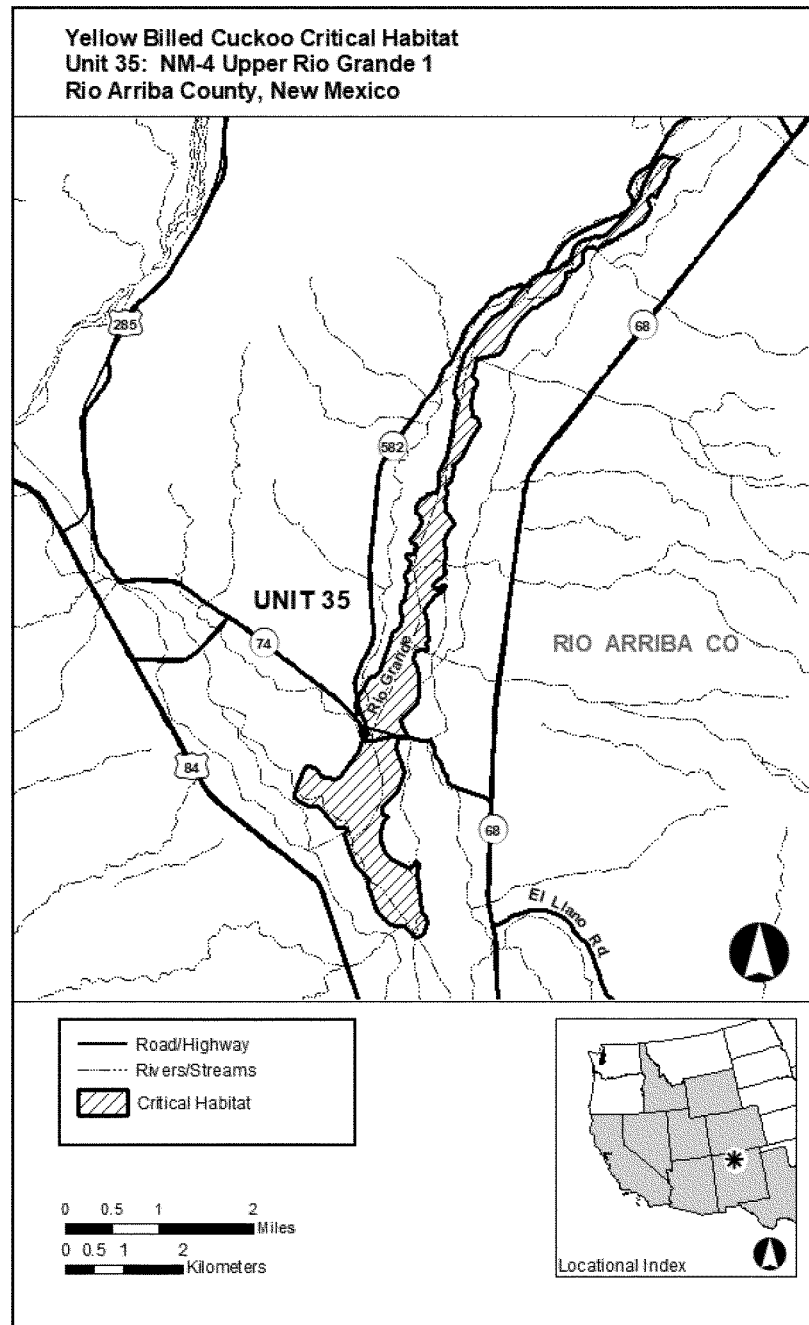 Yellow Billed Cuckoo Critical Habitat
Unit 35: NM-4 Upper Rio Grande 1
Rio Arriba County, New Mexico
285
68
582
UNIT 35
74
RIO ARRIBA CO
Rio Grande
84
68
El Llano Rd
Road/Highway
Rivers/Streams
Critical Habitat
0 0.5 1 2
Miles
0 0.5 1 2
Kilometers
Locational Index